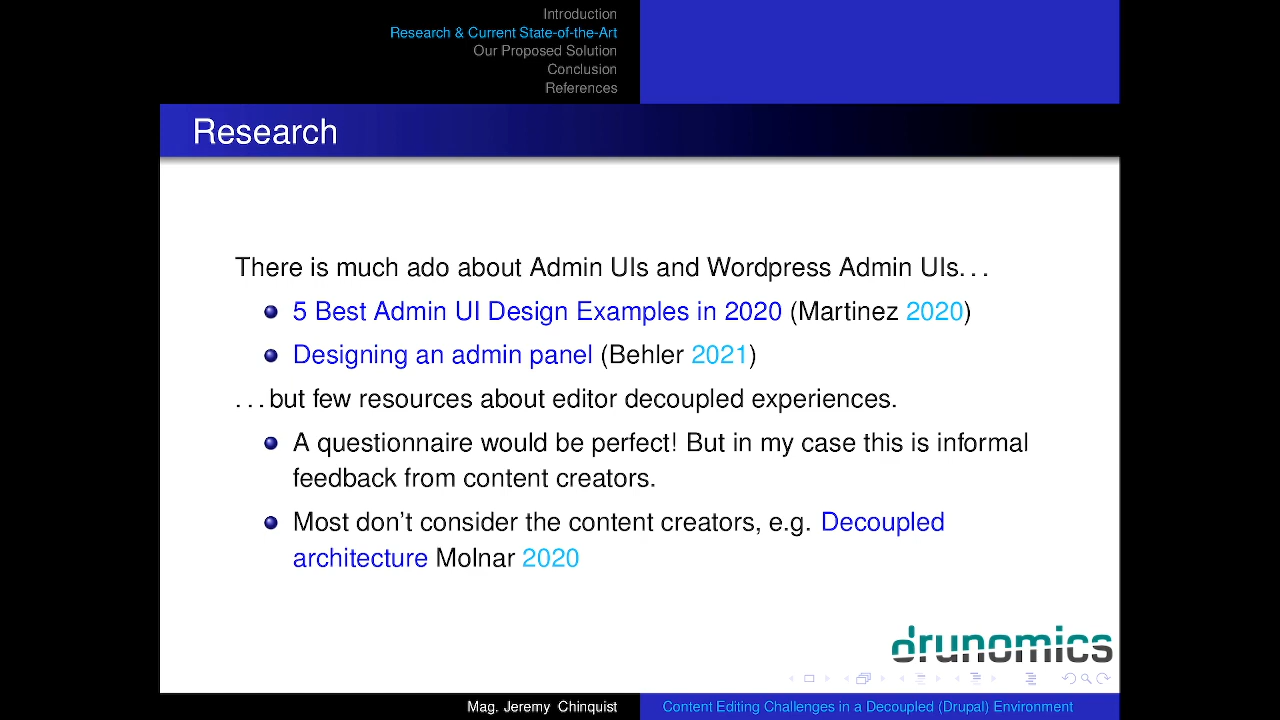 Introduction
Research & Current State-of-the-Art
Our Proposed Solution
Conclusion
References
Research
There is much ado about Admin UIs and Wordpress Admin UIs. . .
5 Best Admin UI Design Examples in 2020 (Martinez 2020)
Designing an admin panel (Behler 2021)
. . . but few resources about editor decoupled experiences.
A questionnaire would be perfect! But in my case this is informal
feedback from content creators.
Most don't consider the content creators, e.g. Decoupled
architecture Molnar 2020
drunomics
Mag. Jeremy Chinquist
Content Editing Challenges in a Decoupled (Drupal) Environment